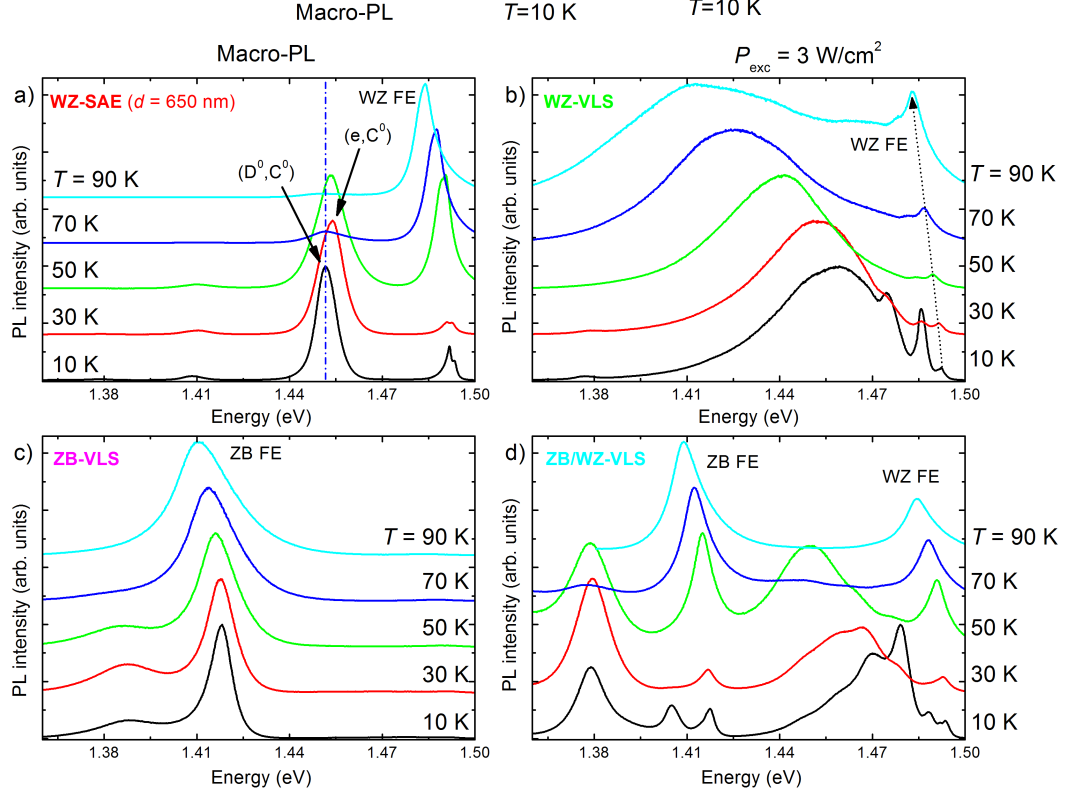 Macro-PL T=10 K T=10 K
Macro-PL P_exc = 3 W/cm²
a) WZ-SAE (d = 650 nm) WZ FE
(e,C⁰)
(D⁰,C⁰)
T = 90 K
70 K
50 K
30 K
10 K
PL intensity (arb. units)
1.38 1.41 1.44 1.47 1.50
Energy (eV)
b) WZ-VLS
WZ FE
T = 90 K
70 K
50 K
30 K
10 K
PL intensity (arb. units)
1.38 1.41 1.44 1.47 1.50
Energy (eV)
c) ZB-VLS ZB FE
T = 90 K
70 K
50 K
30 K
10 K
PL intensity (arb. units)
1.38 1.41 1.44 1.47 1.50
Energy (eV)
d) ZB/WZ-VLS
ZB FE
WZ FE
T = 90 K
70 K
50 K
30 K
10 K
PL intensity (arb. units)
1.38 1.41 1.44 1.47 1.50
Energy (eV)